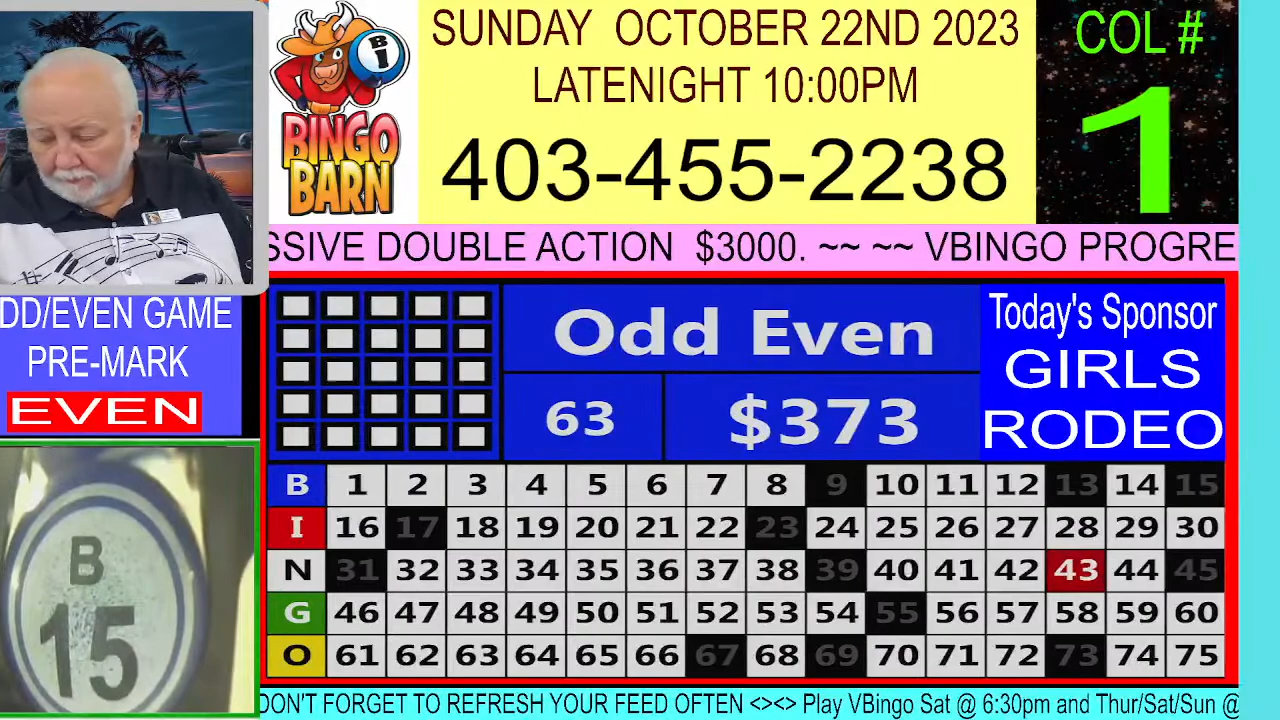 SUNDAY OCTOBER 22ND 2023
LATENIGHT 10:00PM
403-455-2238
COL #
1
B
1
BINGO
BARN
SSIVE DOUBLE ACTION $3000. ~~ ~~ VBINGO PROGRE
DD/EVEN GAME
PRE-MARK
EVEN
Odd Even
63 $373
Today's Sponsor
GIRLS
RODEO
B 1 2 3 4 5 6 7 8 9 10 11 12 13 14 15
I 16 17 18 19 20 21 22 23 24 25 26 27 28 29 30
N 31 32 33 34 35 36 37 38 39 40 41 42 43 44 45
G 46 47 48 49 50 51 52 53 54 55 56 57 58 59 60
O 61 62 63 64 65 66 67 68 69 70 71 72 73 74 75
B
15
DON'T FORGET TO REFRESH YOUR FEED OFTEN <><> Play VBingo Sat @ 6:30pm and Thur/Sat/Sun @